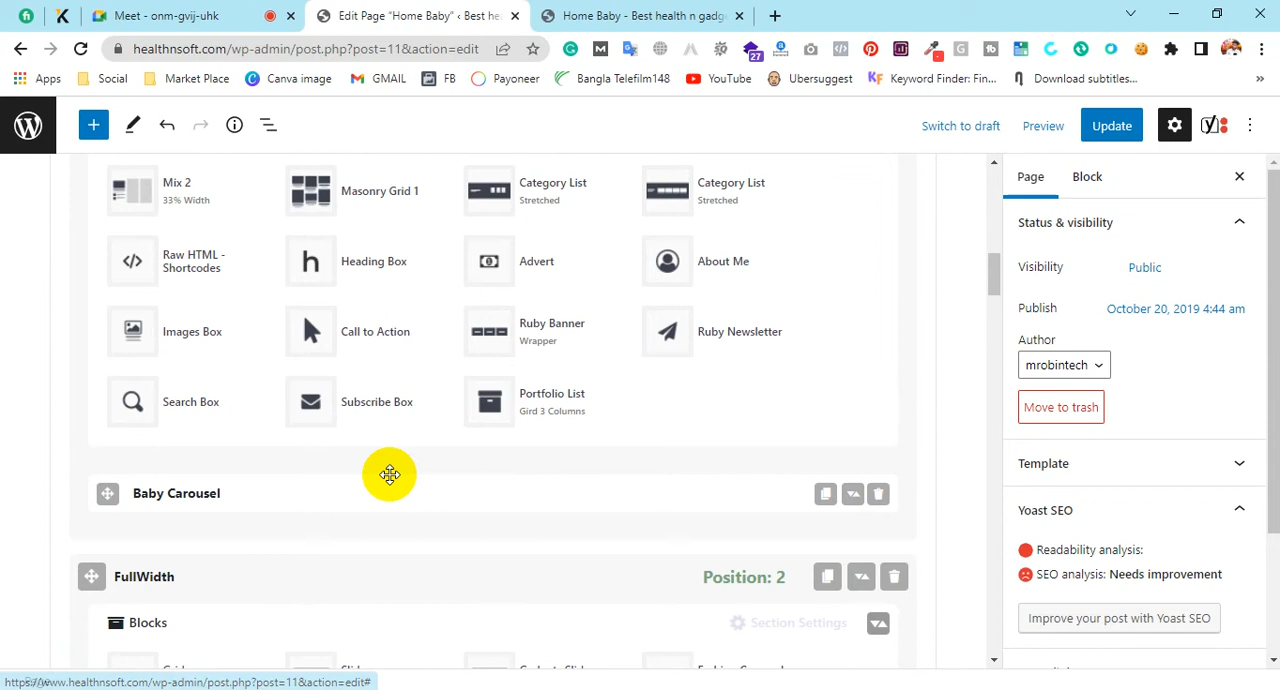 Meet - onm-gvij-uhk
Edit Page “Home Baby” ‹ Best he
Home Baby - Best health n gadg
healthnsoft.com/wp-admin/post.php?post=11&action=edit
27
Apps
Social
Market Place
Canva image
GMAIL
FB
Payoneer
Bangla Telefilm148
YouTube
Ubersuggest
Keyword Finder: Fin...
Download subtitles...
»
Switch to draft
Preview
Update
Mix 2
33% Width
Masonry Grid 1
Category List
Stretched
Category List
Stretched
Raw HTML -
Shortcodes
Heading Box
Advert
About Me
Images Box
Call to Action
Ruby Banner
Wrapper
Ruby Newsletter
Search Box
Subscribe Box
Portfolio List
Gird 3 Columns
Baby Carousel
FullWidth
Position: 2
Blocks
Section Settings
Page
Block
Status & visibility
Visibility
Public
Publish
October 20, 2019 4:44 am
Author
mrobintech
Move to trash
Template
Yoast SEO
Readability analysis:
SEO analysis: Needs improvement
Improve your post with Yoast SEO
https://www.healthnsoft.com/wp-admin/post.php?post=11&action=edit#